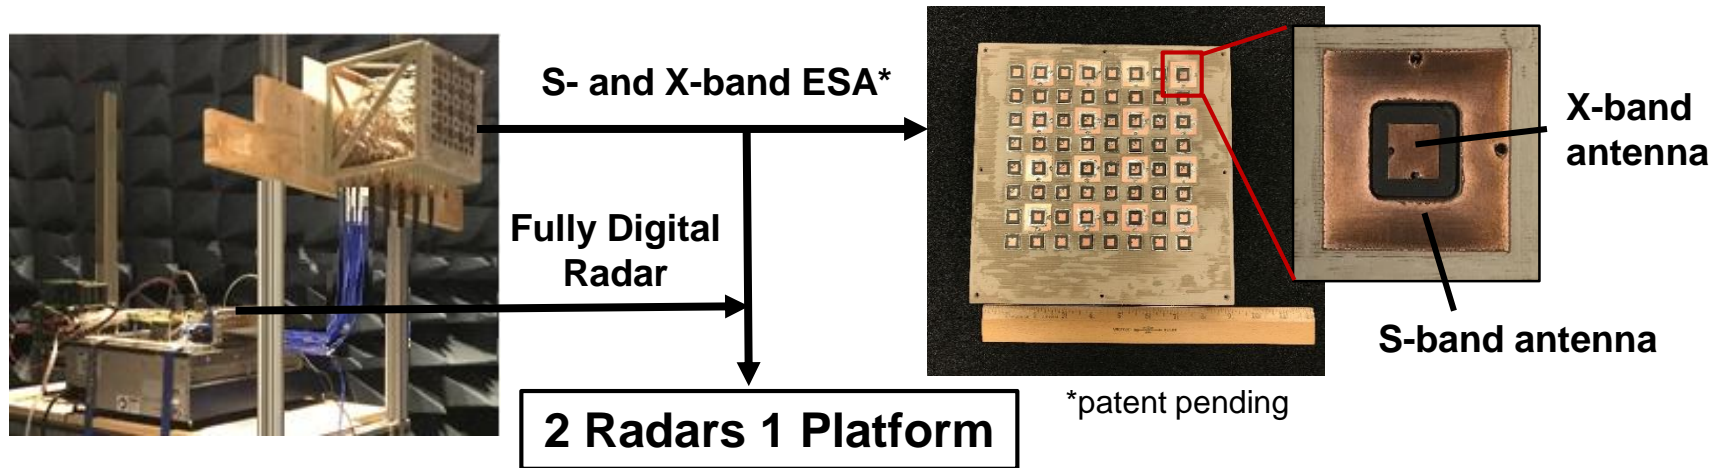 S- and X-band ESA*
Fully Digital
Radar
2 Radars 1 Platform
X-band
antenna
S-band antenna
*patent pending